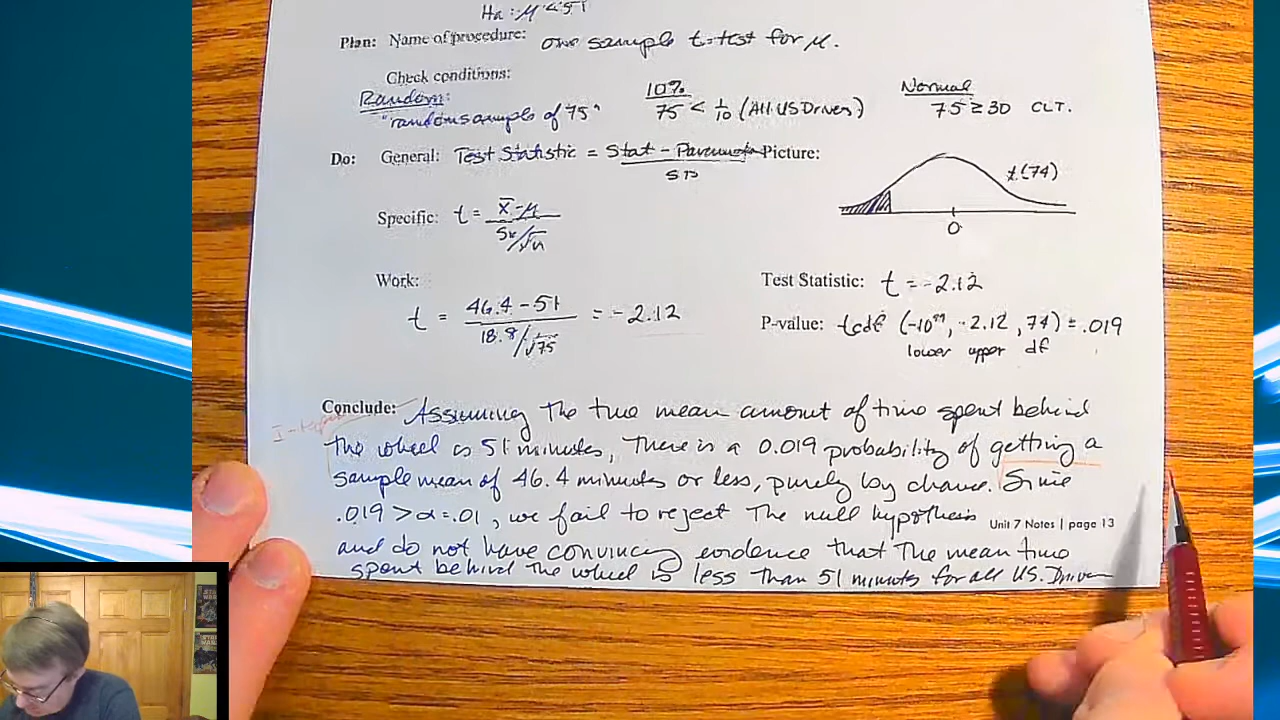 Ha: μ < 51
Plan: Name of procedure: one sample t-test for μ.
Check conditions:
Random: 10% Normal
"random sample of 75" 75 < 1/10 (All US Drivers) 75 ≥ 30 CLT.
Do: General: Test Statistic = Stat - Parameter Picture:
SD
t(74)
Specific: t = x̄ - μ
Sx/√n
0
Work: Test Statistic: t = -2.12
t = 46.4 - 51 = -2.12
18.8/√75
P-value: tcdf (-10^99, -2.12, 74) = .019
lower upper df
Conclude: Assuming the true mean amount of time spent behind
the wheel is 51 minutes, There is a 0.019 probability of getting a
sample mean of 46.4 minutes or less, purely by chance. Since
.019 > α = .01, we fail to reject The null hypothesis
Unit 7 Notes | page 13
and do not have convincing evidence that The mean time
spent behind The wheel is less Than 51 minutes for all U.S. Drivers